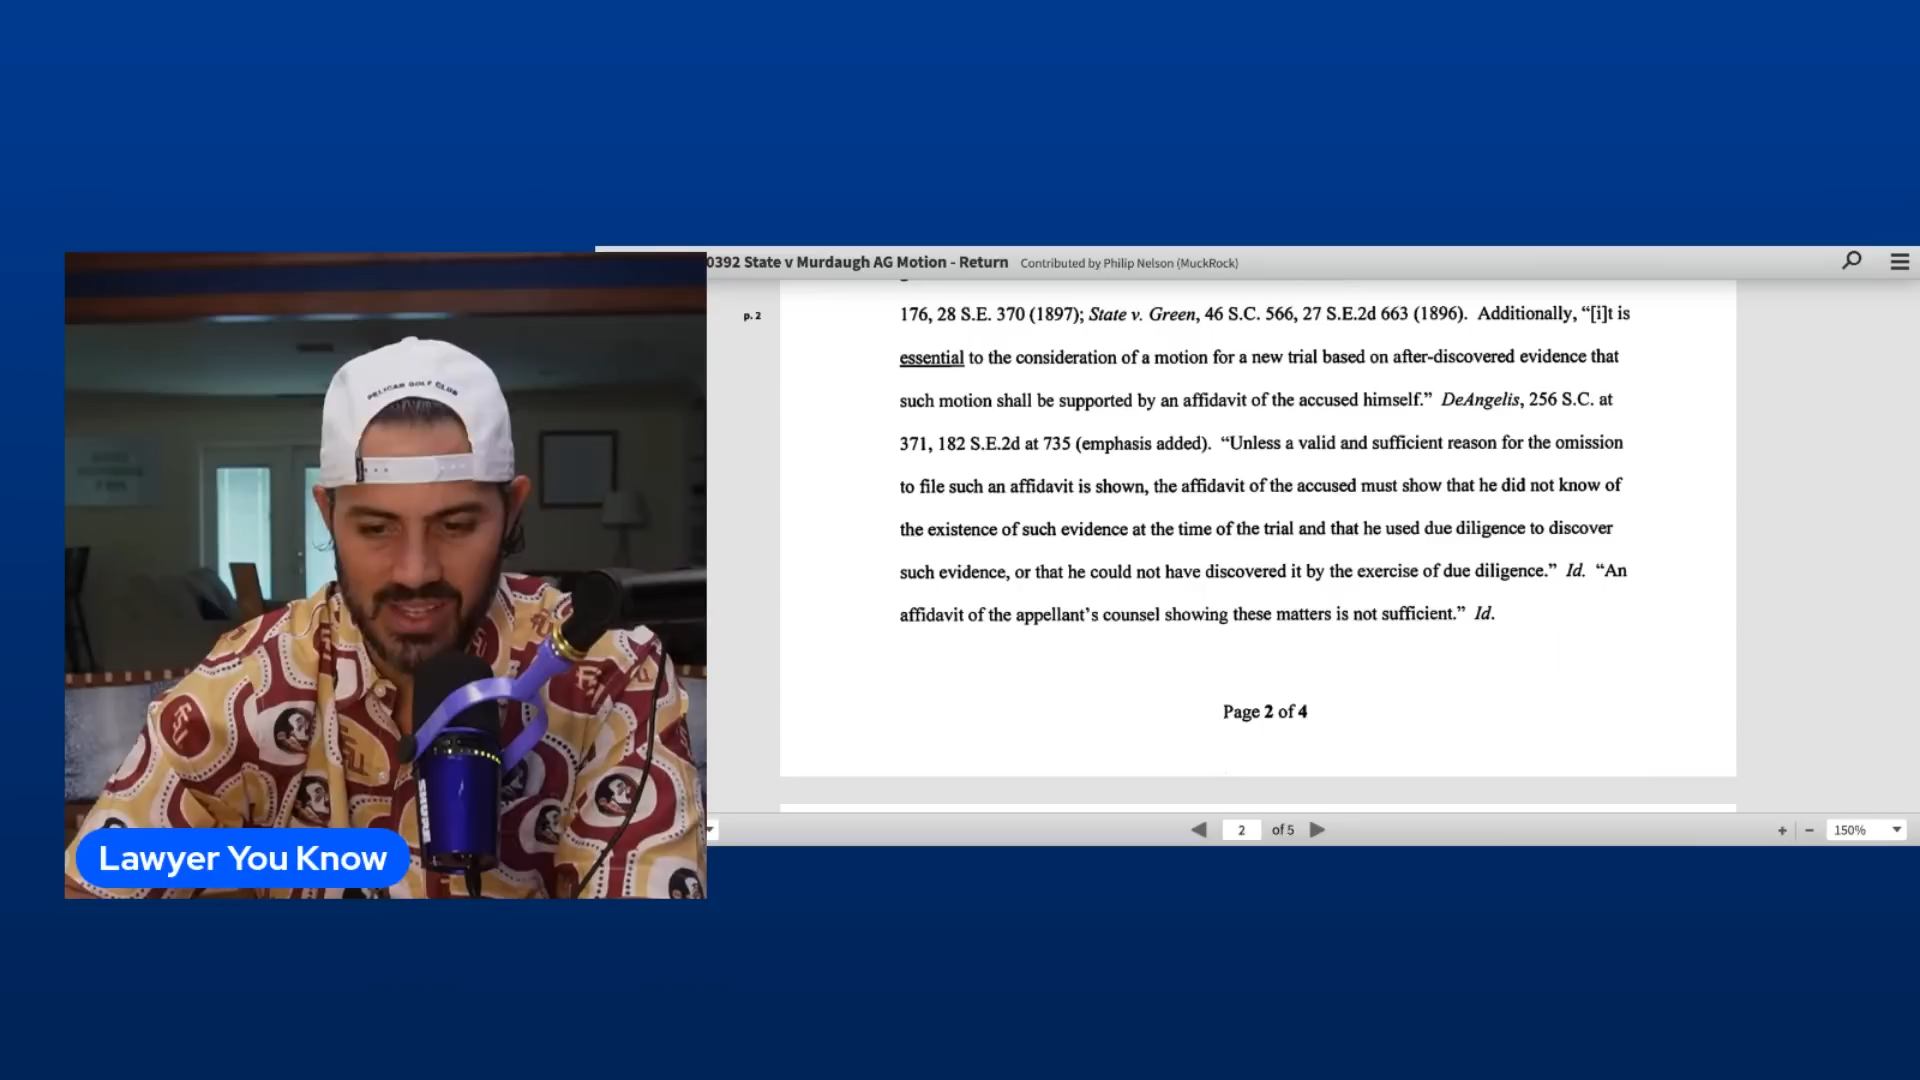 0392 State v Murdaugh AG Motion - Return Contributed by Philip Nelson (MuckRock)
p. 2
176, 28 S.E. 370 (1897); State v. Green, 46 S.C. 566, 27 S.E.2d 663 (1896). Additionally, “[i]t is
essential to the consideration of a motion for a new trial based on after-discovered evidence that
such motion shall be supported by an affidavit of the accused himself.” DeAngelis, 256 S.C. at
371, 182 S.E.2d at 735 (emphasis added). “Unless a valid and sufficient reason for the omission
to file such an affidavit is shown, the affidavit of the accused must show that he did not know of
the existence of such evidence at the time of the trial and that he used due diligence to discover
such evidence, or that he could not have discovered it by the exercise of due diligence.” Id. “An
affidavit of the appellant’s counsel showing these matters is not sufficient.” Id.
Page 2 of 4
2 of 5
+ − 150%
PELICAN GOLF CLUB
FSU
SHURE
Lawyer You Know